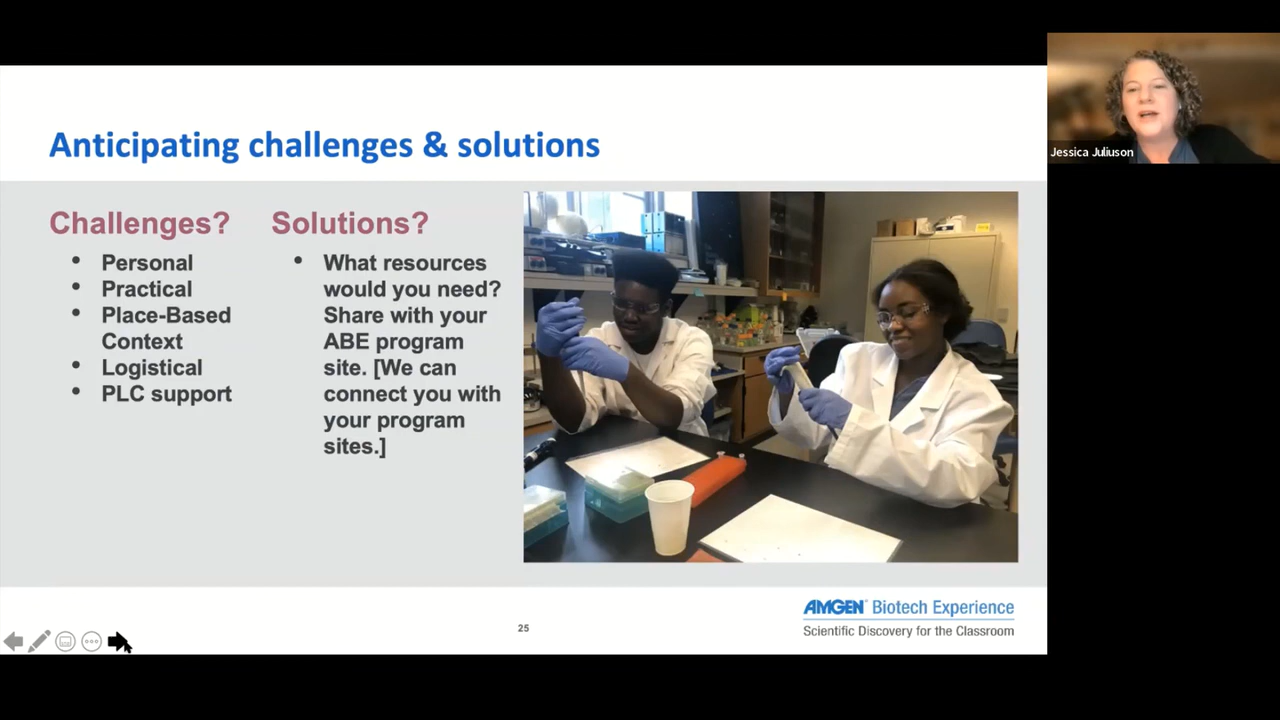 Anticipating challenges & solutions
Challenges?
• Personal
• Practical
• Place-Based
Context
• Logistical
• PLC support
Solutions?
• What resources
would you need?
Share with your
ABE program
site. [We can
connect you with
your program
sites.]
Jessica Juliuson
25
AMGEN® Biotech Experience
Scientific Discovery for the Classroom